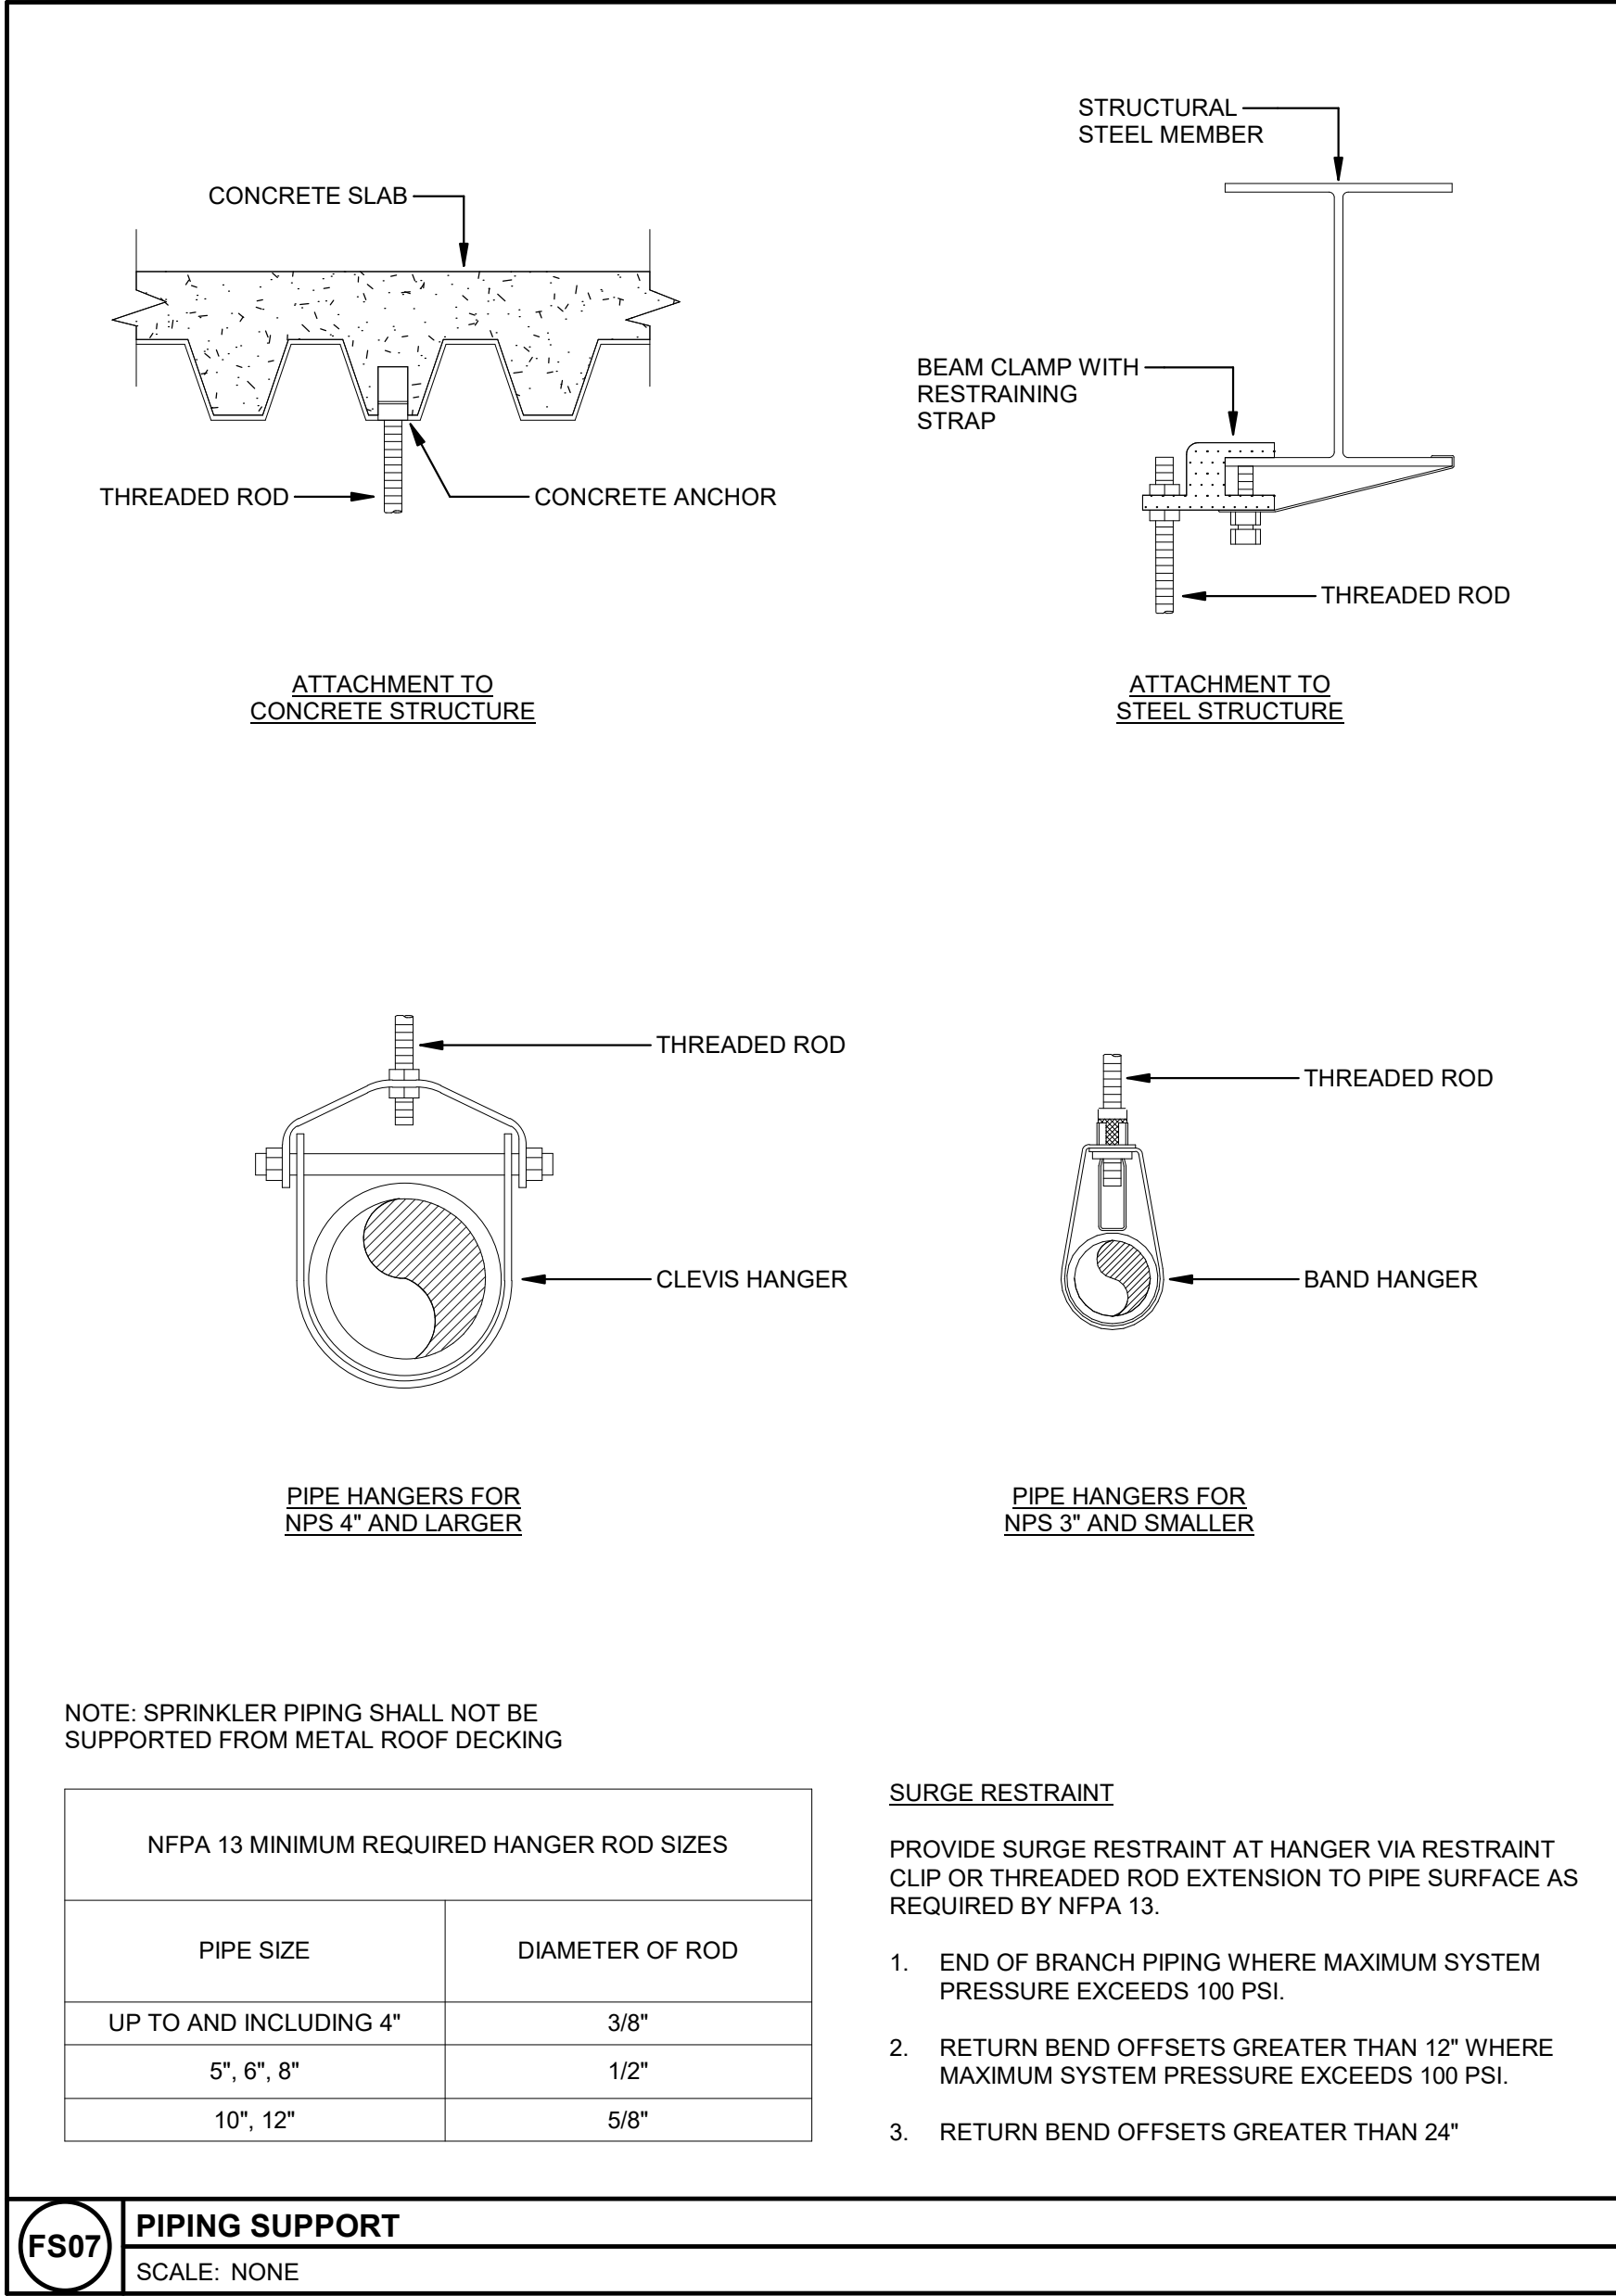 STRUCTURAL
STEEL MEMBER
CONCRETE SLAB
BEAM CLAMP WITH
RESTRAINING
STRAP
THREADED ROD
CONCRETE ANCHOR
THREADED ROD
ATTACHMENT TO
CONCRETE STRUCTURE
ATTACHMENT TO
STEEL STRUCTURE
THREADED ROD
THREADED ROD
CLEVIS HANGER
BAND HANGER
PIPE HANGERS FOR
NPS 4" AND LARGER
PIPE HANGERS FOR
NPS 3" AND SMALLER
NOTE: SPRINKLER PIPING SHALL NOT BE
SUPPORTED FROM METAL ROOF DECKING
NFPA 13 MINIMUM REQUIRED HANGER ROD SIZES
PIPE SIZE DIAMETER OF ROD
UP TO AND INCLUDING 4" 3/8"
5", 6", 8" 1/2"
10", 12" 5/8"
SURGE RESTRAINT
PROVIDE SURGE RESTRAINT AT HANGER VIA RESTRAINT
CLIP OR THREADED ROD EXTENSION TO PIPE SURFACE AS
REQUIRED BY NFPA 13.
1. END OF BRANCH PIPING WHERE MAXIMUM SYSTEM
PRESSURE EXCEEDS 100 PSI.
2. RETURN BEND OFFSETS GREATER THAN 12" WHERE
MAXIMUM SYSTEM PRESSURE EXCEEDS 100 PSI.
3. RETURN BEND OFFSETS GREATER THAN 24"
FS07
PIPING SUPPORT
SCALE: NONE